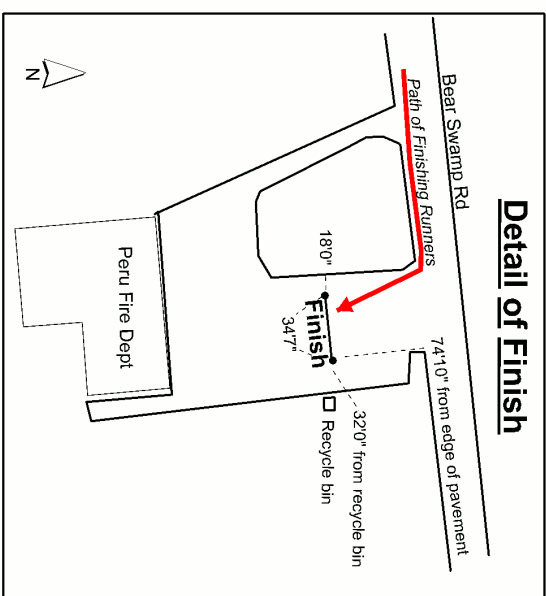 Detail of Finish
Bear Swamp Rd
Path of Finishing Runners
74'10" from edge of pavement
18'0"
Finish
34'7"
32'0" from recycle bin
Recycle bin
Peru Fire Dept
N